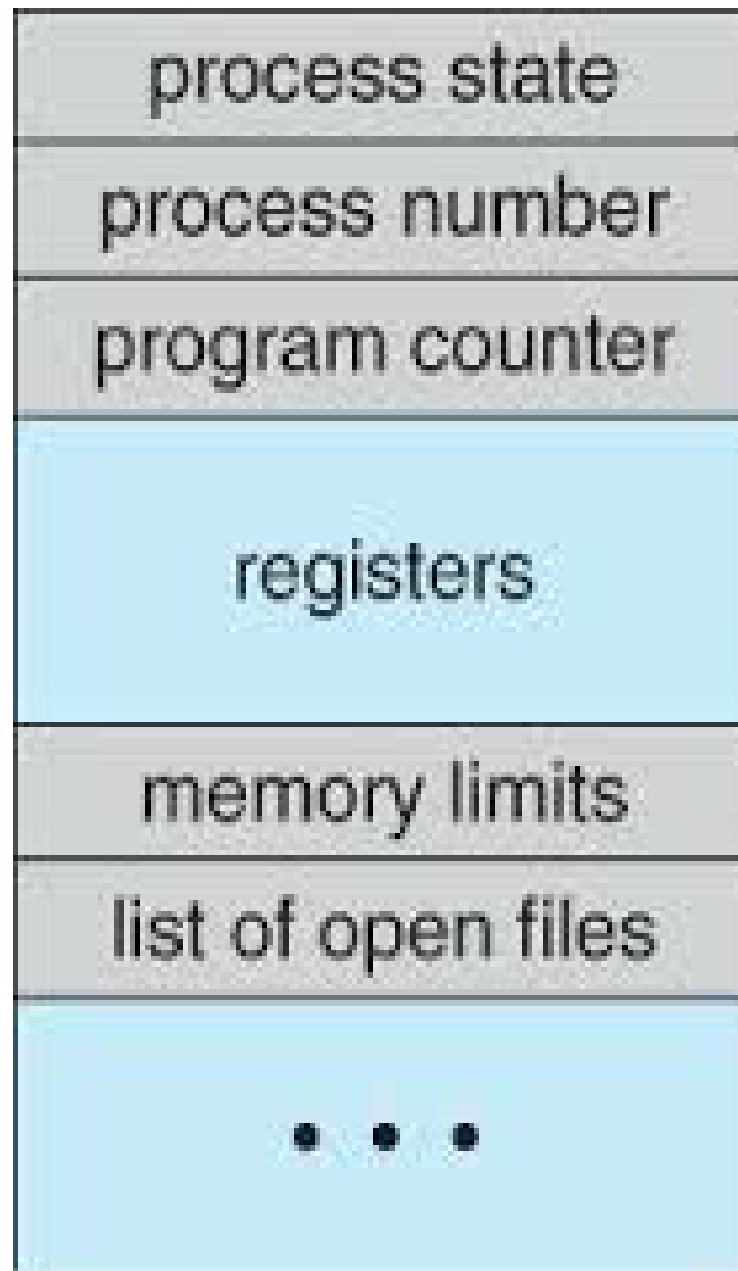 process state
process number
program counter
registers
memory limits
list of open files
• • •